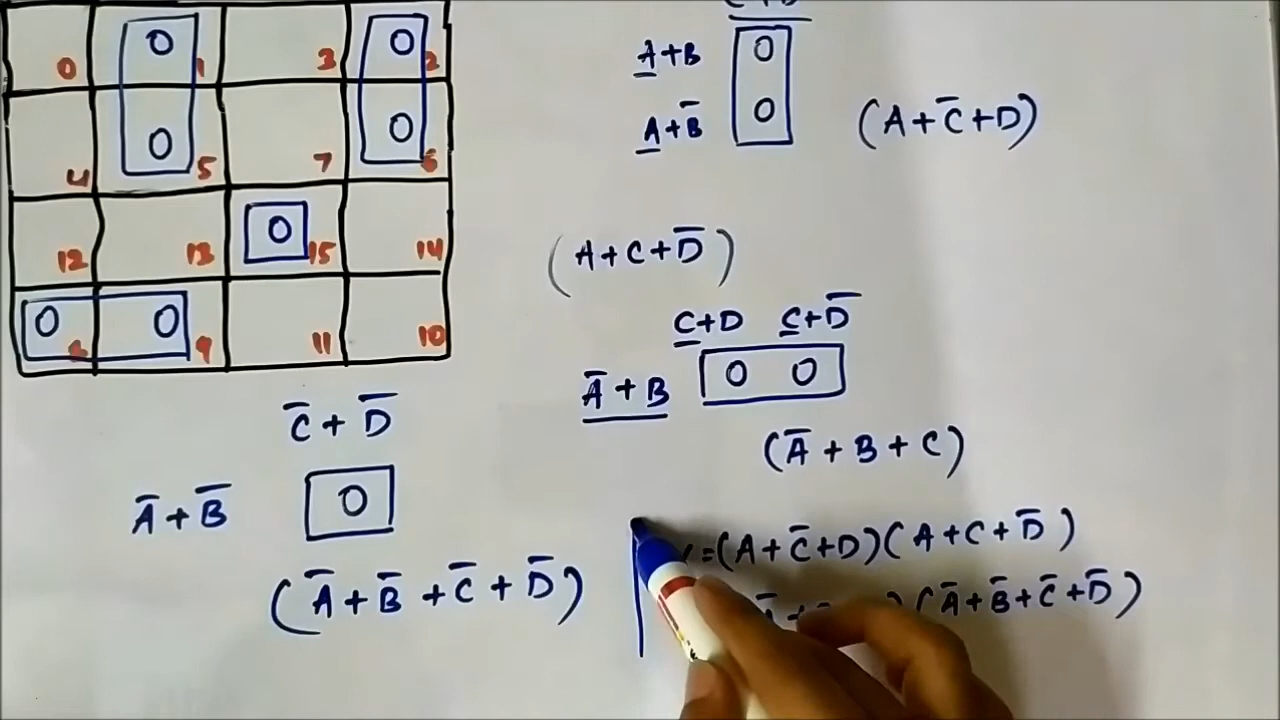 C+D
0 0 1 3 0 2
4 0 5 7 0 6
12 13 0 15 14
0 8 0 9 11 10
A+B 0
A+B̅ 0
(A+C̅+D)
(A+C+D̅)
C+D C+D̅
A̅+B 0 0
(A̅+B+C)
C̅+D̅
A̅+B̅ 0
(A̅+B̅+C̅+D̅)
=(A+C̅+D)(A+C+D̅)
(A̅+B̅+C̅+D̅)